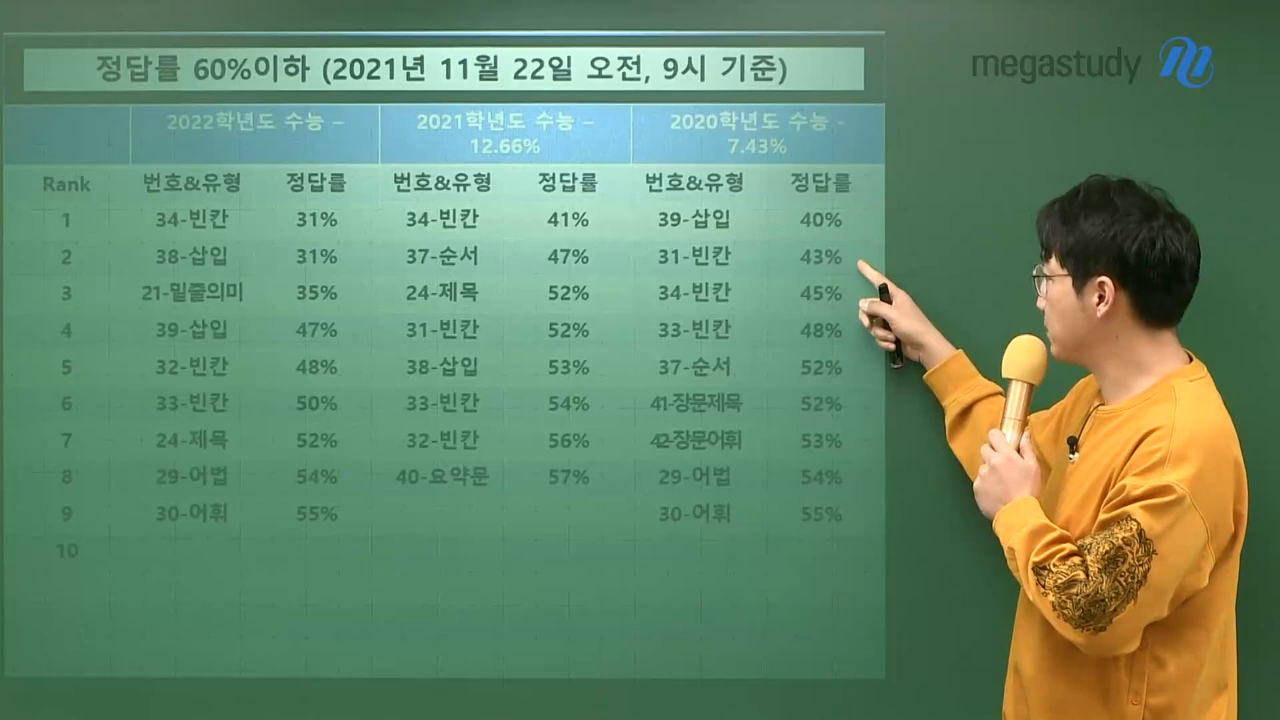 정답률 60%이하 (2021년 11월 22일 오전, 9시 기준)
megastudy
2022학년도 수능 – 2021학년도 수능 – 2020학년도 수능 -
12.66% 7.43%
Rank 번호&유형 정답률 번호&유형 정답률 번호&유형 정답률
1 34-빈칸 31% 34-빈칸 41% 39-삽입 40%
2 38-삽입 31% 37-순서 47% 31-빈칸 43%
3 21-밑줄의미 35% 24-제목 52% 34-빈칸 45%
4 39-삽입 47% 31-빈칸 52% 33-빈칸 48%
5 32-빈칸 48% 38-삽입 53% 37-순서 52%
6 33-빈칸 50% 33-빈칸 54% 41-장문제목 52%
7 24-제목 52% 32-빈칸 56% 42-장문어휘 53%
8 29-어법 54% 40-요약문 57% 29-어법 54%
9 30-어휘 55% 30-어휘 55%
10